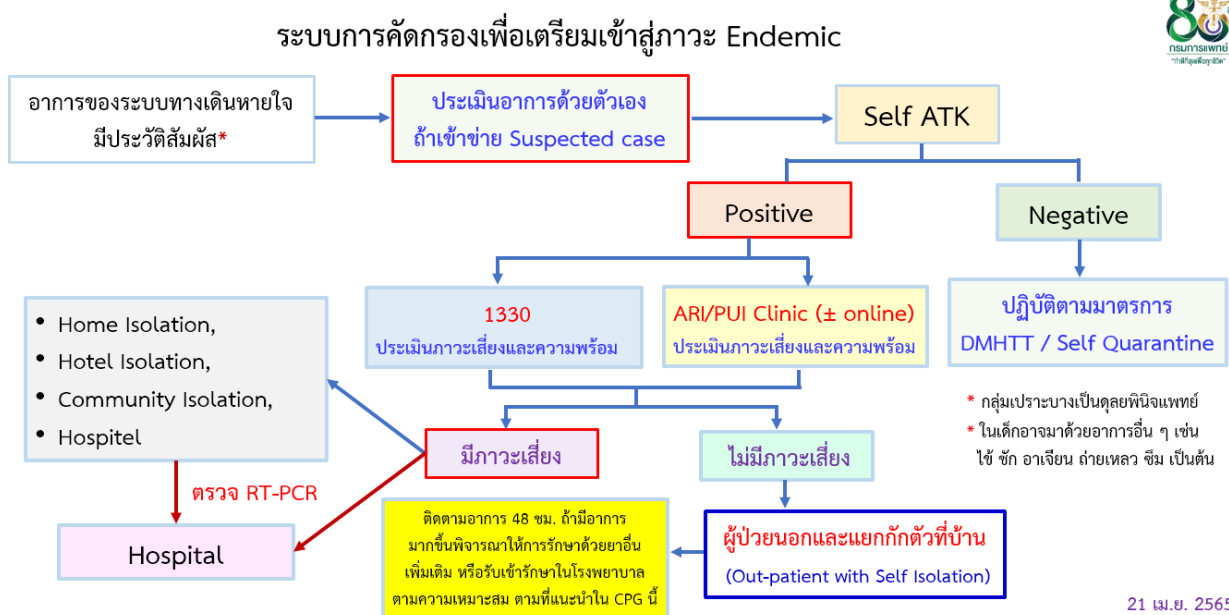 ระบบการคัดกรองเพื่อเตรียมเข้าสู่ภาวะ Endemic
กรมการแพทย์
"ทำดีที่สุดเพื่อทุกชีวิต"
อาการของระบบทางเดินหายใจ
มีประวัติสัมผัส*
ประเมินอาการด้วยตัวเอง
ถ้าเข้าข่าย Suspected case
Self ATK
Positive
Negative
1330
ประเมินภาวะเสี่ยงและความพร้อม
ARI/PUI Clinic (± online)
ประเมินภาวะเสี่ยงและความพร้อม
ปฏิบัติตามมาตรการ
DMHTT / Self Quarantine
• Home Isolation,
• Hotel Isolation,
• Community Isolation,
• Hospitel
* กลุ่มเปราะบางเป็นดุลยพินิจแพทย์
* ในเด็กอาจมาด้วยอาการอื่น ๆ เช่น
ไข้ ชัก อาเจียน ถ่ายเหลว ซึม เป็นต้น
มีภาวะเสี่ยง
ไม่มีภาวะเสี่ยง
ตรวจ RT-PCR
Hospital
ติดตามอาการ 48 ชม. ถ้ามีอาการ
มากขึ้นพิจารณาให้การรักษาด้วยยาอื่น
เพิ่มเติม หรือรับเข้ารักษาในโรงพยาบาล
ตามความเหมาะสม ตามที่แนะนำใน CPG นี้
ผู้ป่วยนอกและแยกกักตัวที่บ้าน
(Out-patient with Self Isolation)
21 เม.ย. 2565